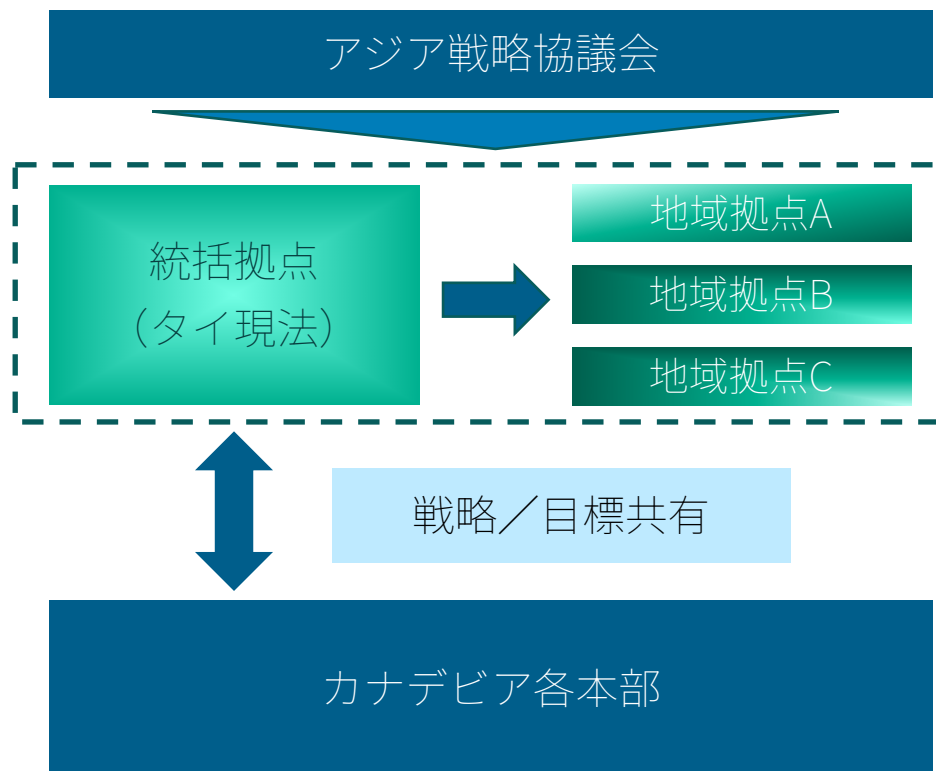 アジア戦略協議会
統括拠点
（タイ現法）
地域拠点A
地域拠点B
地域拠点C
戦略／目標共有
カナデビア各本部